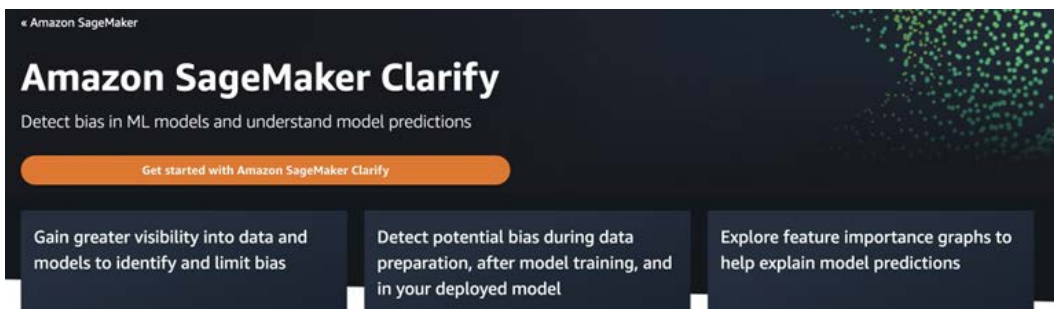 « Amazon SageMaker
Amazon SageMaker Clarify
Detect bias in ML models and understand model predictions
Get started with Amazon SageMaker Clarify
Gain greater visibility into data and
models to identify and limit bias
Detect potential bias during data
preparation, after model training, and
in your deployed model
Explore feature importance graphs to
help explain model predictions